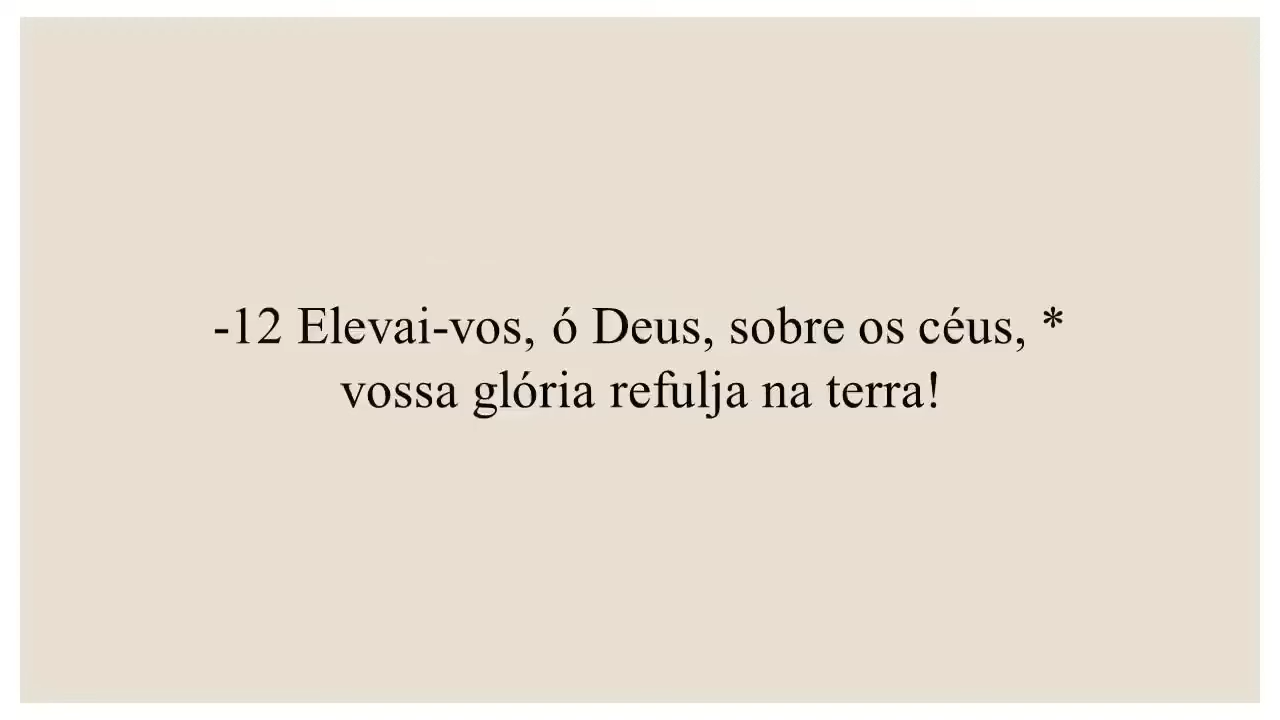 -12 Elevai-vos, ó Deus, sobre os céus, *
vossa glória refulja na terra!